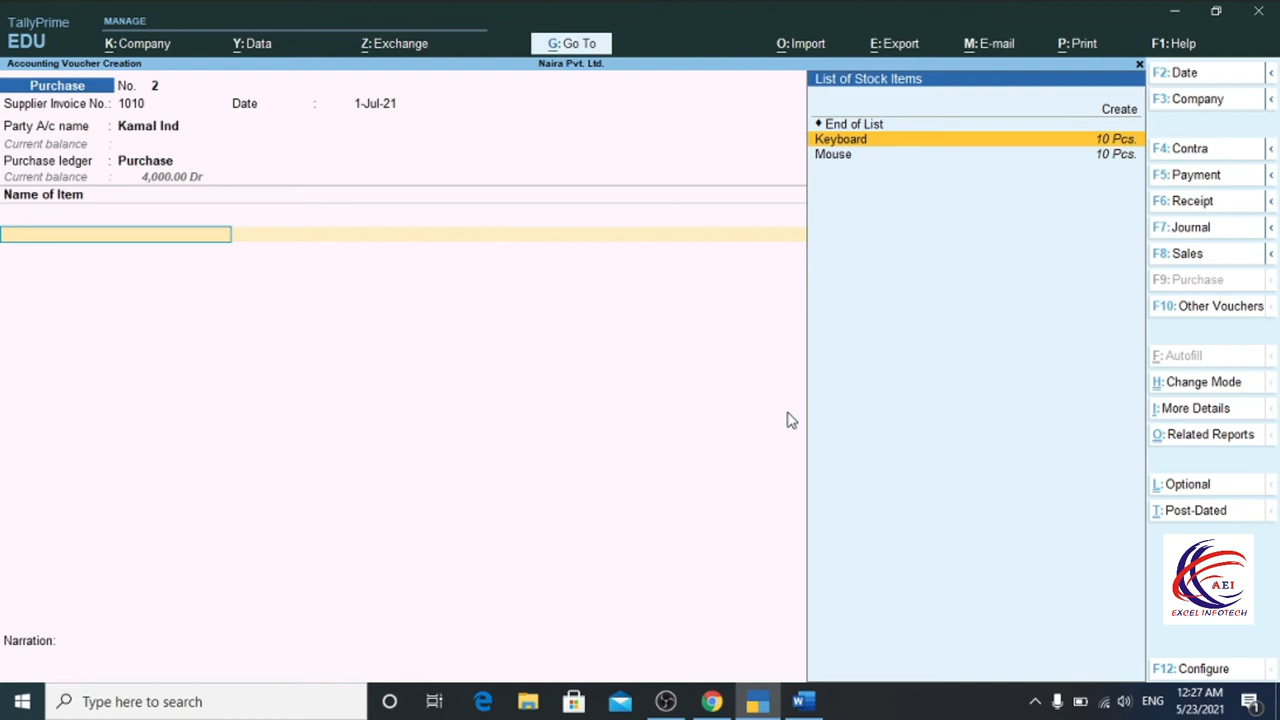 TallyPrime
EDU
MANAGE
K: Company
Y: Data
Z: Exchange
G: Go To
O: Import
E: Export
M: E-mail
P: Print
F1: Help
Accounting Voucher Creation
Naira Pvt. Ltd.
×
Purchase No. 2
Supplier Invoice No.: 1010 Date : 1-Jul-21
Party A/c name : Kamal Ind
Current balance :
Purchase ledger : Purchase
Current balance : 4,000.00 Dr
Name of Item
Narration:
List of Stock Items
Create
♦ End of List
Keyboard 10 Pcs.
Mouse 10 Pcs.
F2: Date
F3: Company
F4: Contra
F5: Payment
F6: Receipt
F7: Journal
F8: Sales
F9: Purchase
F10: Other Vouchers
F: Autofill
H: Change Mode
I: More Details
O: Related Reports
L: Optional
T: Post-Dated
AEI
EXCEL INFOTECH
F12: Configure
Type here to search
ENG
12:27 AM
5/23/2021
1